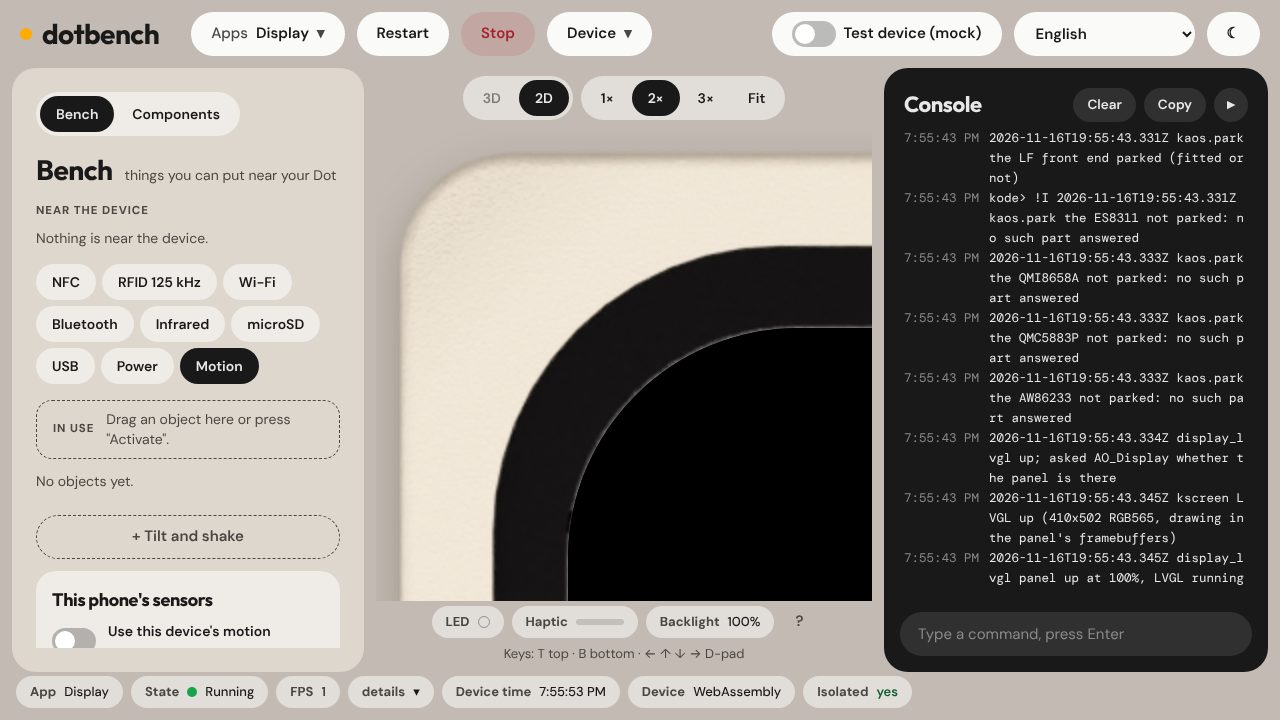 dotbench
Apps Display ▾
Restart
Stop
Device ▾
Test device (mock)
English
Bench
Components
Bench things you can put near your Dot
NEAR THE DEVICE
Nothing is near the device.
NFC
RFID 125 kHz
Wi-Fi
Bluetooth
Infrared
microSD
USB
Power
Motion
IN USE
Drag an object here or press
"Activate".
No objects yet.
+ Tilt and shake
This phone's sensors
Use this device's motion
3D
2D
1×
2×
3×
Fit
LED
Haptic
Backlight 100%
?
Keys: T top · B bottom · ← ↑ ↓ → D-pad
Console
Clear
Copy
7:55:43 PM 2026-11-16T19:55:43.331Z kaos.park
the LF front end parked (fitted or
not)
7:55:43 PM kode> !I 2026-11-16T19:55:43.331Z
kaos.park the ES8311 not parked: n
o such part answered
7:55:43 PM 2026-11-16T19:55:43.333Z kaos.park
the QMI8658A not parked: no such p
art answered
7:55:43 PM 2026-11-16T19:55:43.333Z kaos.park
the QMC5883P not parked: no such p
art answered
7:55:43 PM 2026-11-16T19:55:43.333Z kaos.park
the AW86233 not parked: no such pa
rt answered
7:55:43 PM 2026-11-16T19:55:43.334Z display_l
vgl up; asked AO_Display whether t
he panel is there
7:55:43 PM 2026-11-16T19:55:43.345Z kscreen L
VGL up (410x502 RGB565, drawing in
the panel's framebuffers)
7:55:43 PM 2026-11-16T19:55:43.345Z display_l
vgl panel up at 100%, LVGL running
Type a command, press Enter
App Display
State Running
FPS 1
details ▾
Device time 7:55:53 PM
Device WebAssembly
Isolated yes